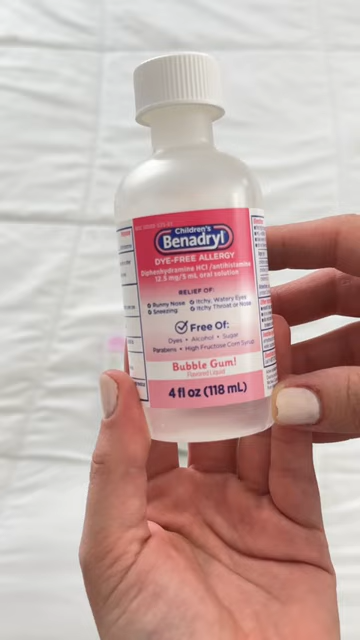 Children's
Benadryl
DYE-FREE ALLERGY
Diphenhydramine HCl / antihistamine
12.5 mg/5 mL oral solution
RELIEF OF:
Runny Nose
Sneezing
Itchy, Watery Eyes
Itchy Throat or Nose
Free Of:
Dyes • Alcohol • Sugar
Parabens • High Fructose Corn Syrup
Bubble Gum!
Flavored Liquid
4 fl oz (118 mL)